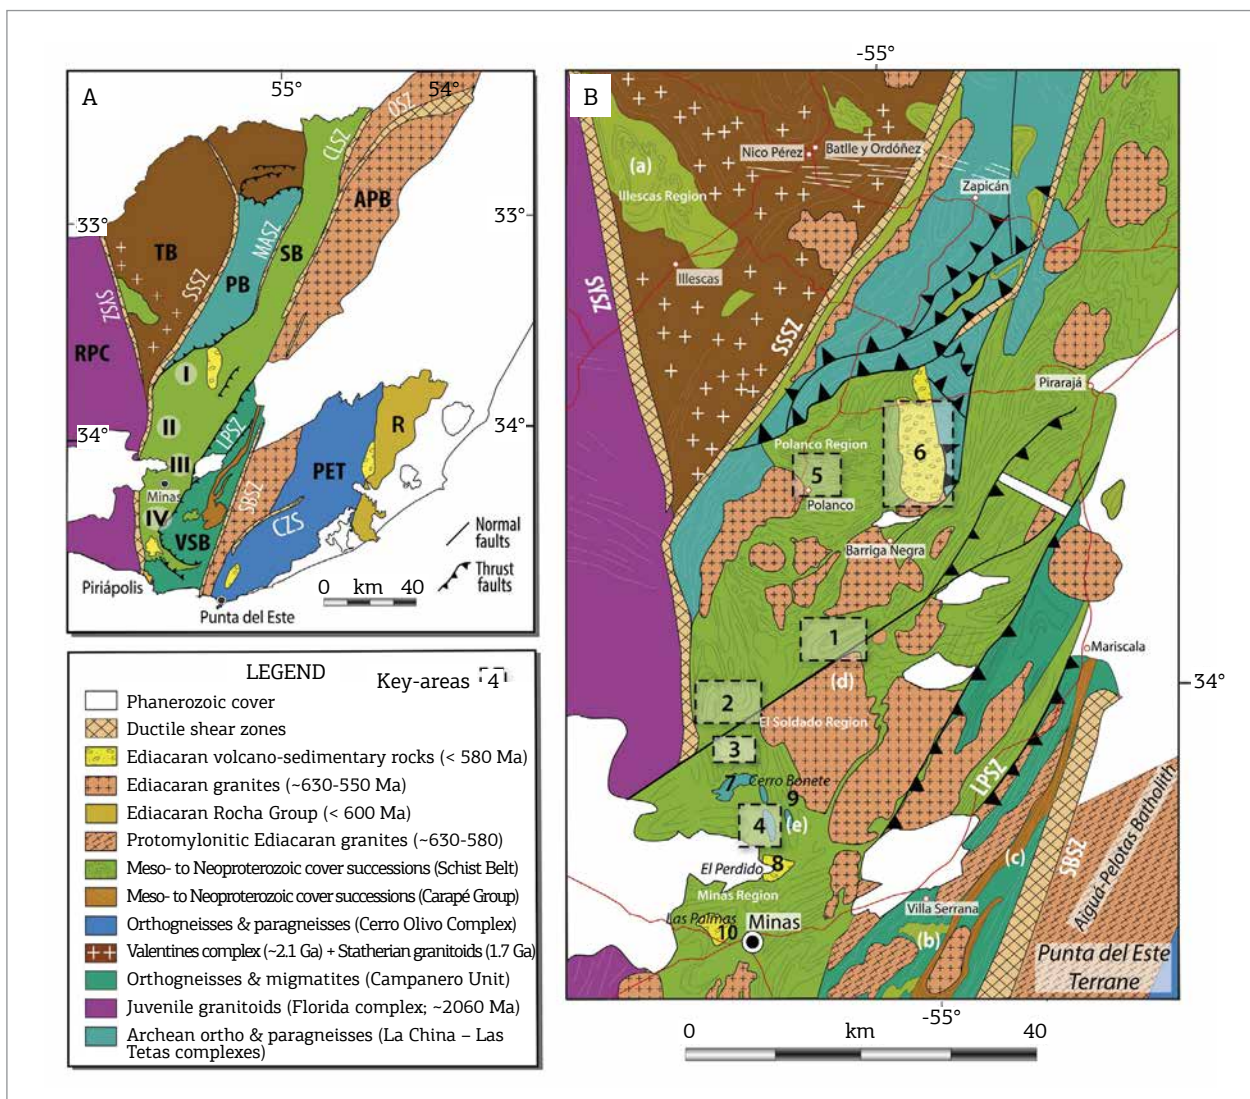 A
55°
54°
33°
33°
34°
34°
TB
PB
SB
APB
RPC
PET
R
VSB
ZSYS
SSSZ
MASZ
CLSZ
OSZ
LPSZ
SBSZ
CZS
I
II
III
IV
Minas
Piriápolis
Punta del Este
Normal
faults
Thrust
faults
0 km 40
LEGEND
Key-areas 4
Phanerozoic cover
Ductile shear zones
Ediacaran volcano-sedimentary rocks (< 580 Ma)
Ediacaran granites (~630-550 Ma)
Ediacaran Rocha Group (< 600 Ma)
Protomylonitic Ediacaran granites (~630-580)
Meso- to Neoproterozoic cover successions (Schist Belt)
Meso- to Neoproterozoic cover successions (Carapé Group)
Orthogneisses & paragneisses (Cerro Olivo Complex)
Valentines complex (~2.1 Ga) + Statherian granitoids (1.7 Ga)
Orthogneisses & migmatites (Campanero Unit)
Juvenile granitoids (Florida complex; ~2060 Ma)
Archean ortho & paragneisses (La China – Las
Tetas complexes)
B
-55°
(a)
Illescas Region
Nico Pérez
Batlle y Ordóñez
Zapicán
Illescas
ZSYS
SSSZ
Pirarajá
Polanco Region
5
6
Polanco
Barriga Negra
1
(d)
Mariscala
34°
2
El Soldado Region
3
7
Cerro Bonete
9
4
(e)
LPSZ
El Perdido
8
Minas Region
Las Palmas
10
Minas
(c)
Villa Serrana
(b)
SBSZ
Aiguá-Pelotas Batholith
Punta del Este
Terrane
-55°
0 km 40